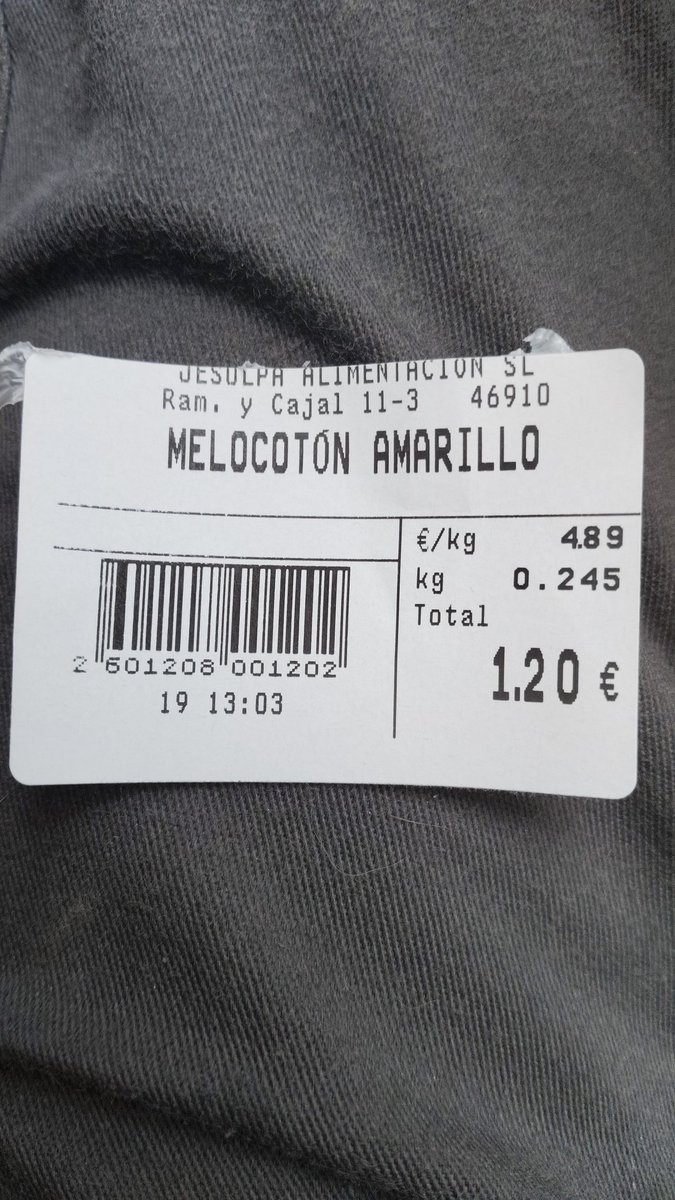 JESULPA ALIMENTACION SL
Ram. y Cajal 11-3 46910
MELOCOTÓN AMARILLO
€/kg 4.89
kg 0.245
Total
1.20 €
2 601208 001202
19 13:03